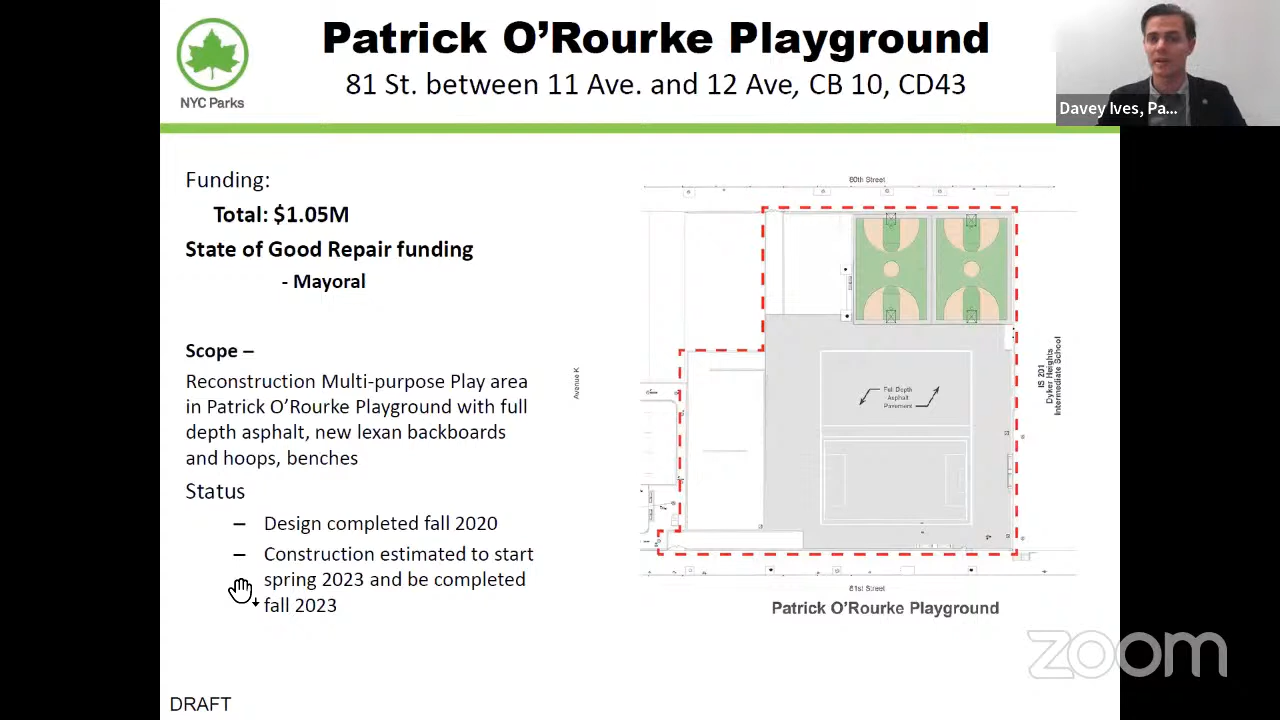 Patrick O’Rourke Playground
81 St. between 11 Ave. and 12 Ave, CB 10, CD43
NYC Parks
Davey Ives, Pa...
Funding:
Total: $1.05M
State of Good Repair funding
- Mayoral
Scope –
Reconstruction Multi-purpose Play area
in Patrick O’Rourke Playground with full
depth asphalt, new lexan backboards
and hoops, benches
Status
– Design completed fall 2020
– Construction estimated to start
spring 2023 and be completed
fall 2023
60th Street
Full Depth
Asphalt
Pavement
IS 201
Dyker Heights
Intermediate School
81st Street
Patrick O’Rourke Playground
zoom
DRAFT